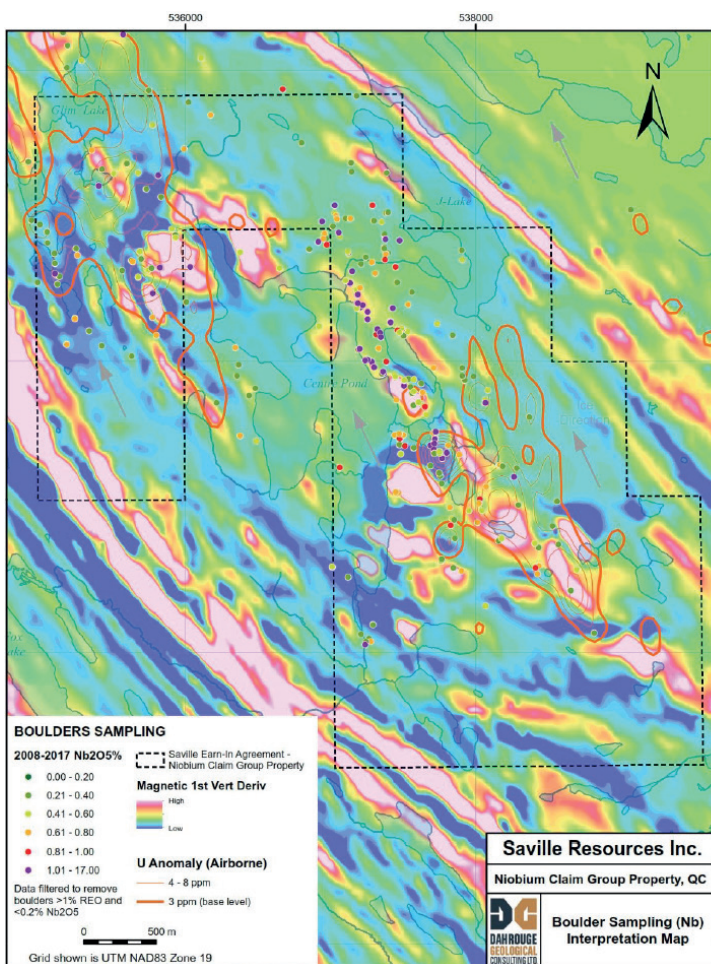 536000
538000
Glim Lake
N
J-Lake
Centre Pond
Ice
Direction
Fox
Lake
BOULDERS SAMPLING
2008-2017 Nb2O5%
0.00 - 0.20
0.21 - 0.40
0.41 - 0.60
0.61 - 0.80
0.81 - 1.00
1.01 - 17.00
Data filtered to remove
boulders >1% REO and
<0.2% Nb2O5
0
500 m
Grid shown is UTM NAD83 Zone 19
Saville Earn-In Agreement -
Niobium Claim Group Property
Magnetic 1st Vert Deriv
High
Low
U Anomaly (Airborne)
4 - 8 ppm
3 ppm (base level)
Saville Resources Inc.
Niobium Claim Group Property, QC
DAHROUGE
GEOLOGICAL
CONSULTING LTD
Boulder Sampling (Nb)
Interpretation Map